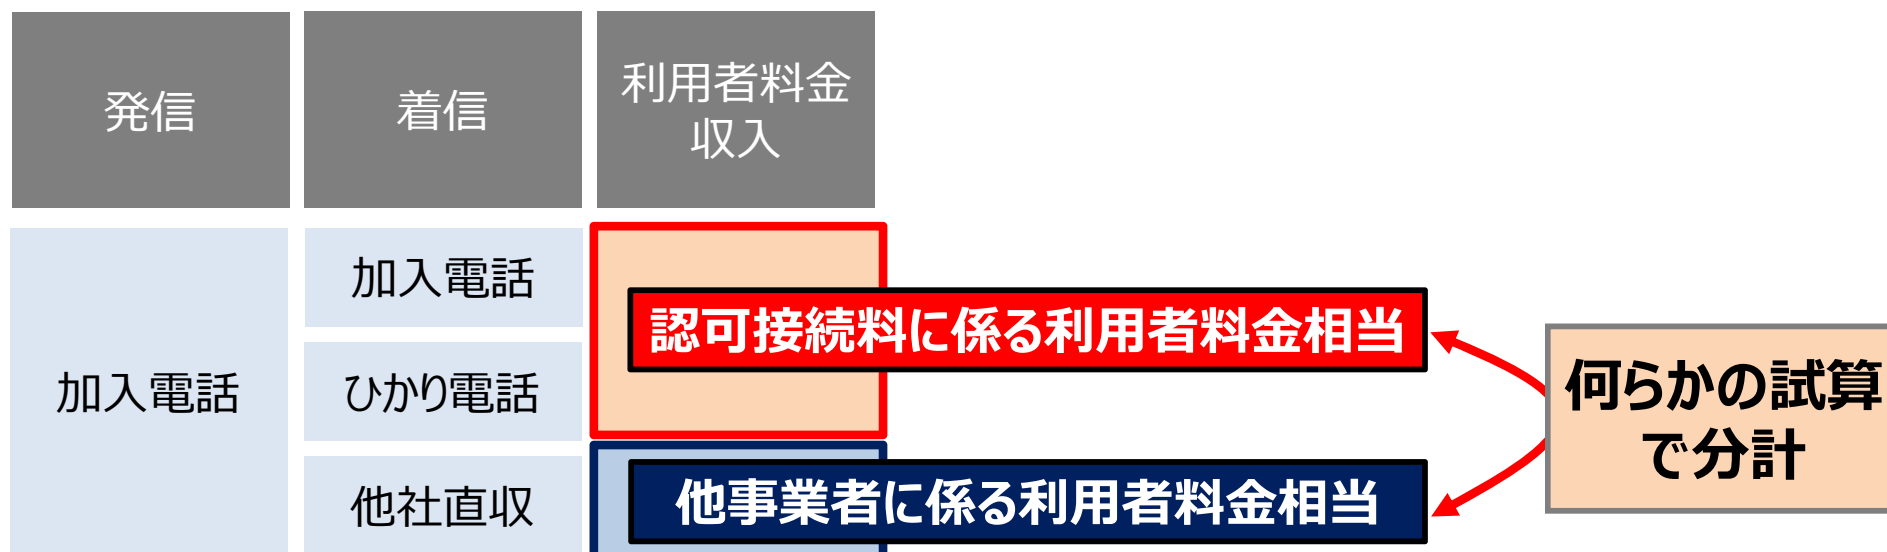 発信
着信
利用者料金
収入
加入電話
加入電話
ひかり電話
他社直収
認可接続料に係る利用者料金相当
他事業者に係る利用者料金相当
何らかの試算
で分計